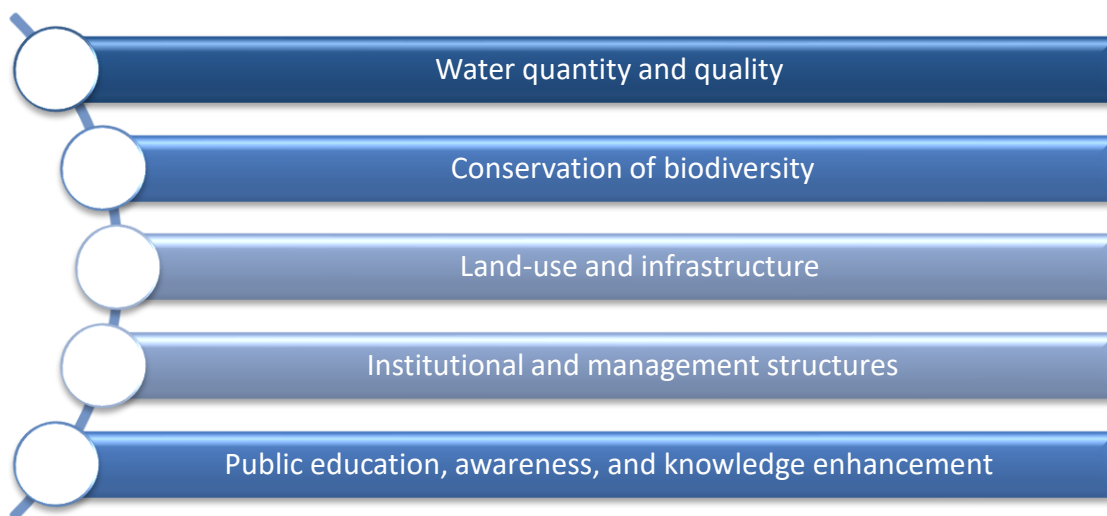 Water quantity and quality
Conservation of biodiversity
Land-use and infrastructure
Institutional and management structures
Public education, awareness, and knowledge enhancement